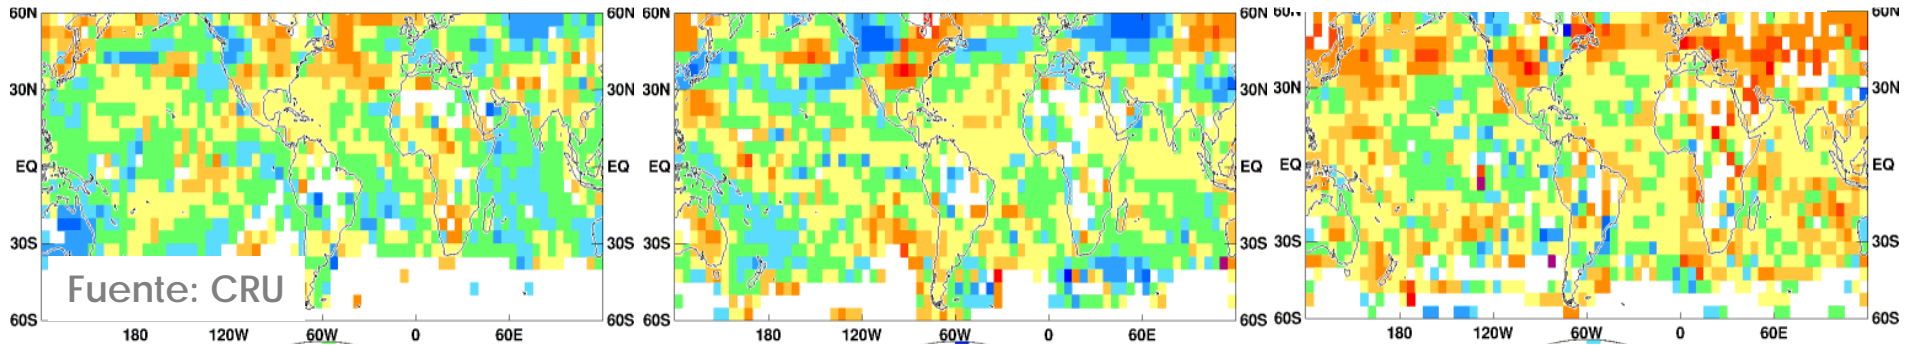 60N 60N 60N 60N 60N 60N
30N 30N 30N 30N 30N 30N
EQ EQ EQ EQ EQ EQ
30S 30S 30S 30S 30S 30S
Fuente: CRU
60S 60S 60S 60S 60S 60S
180 120W 60W 0 60E 180 120W 60W 0 60E 180 120W 60W 0 60E